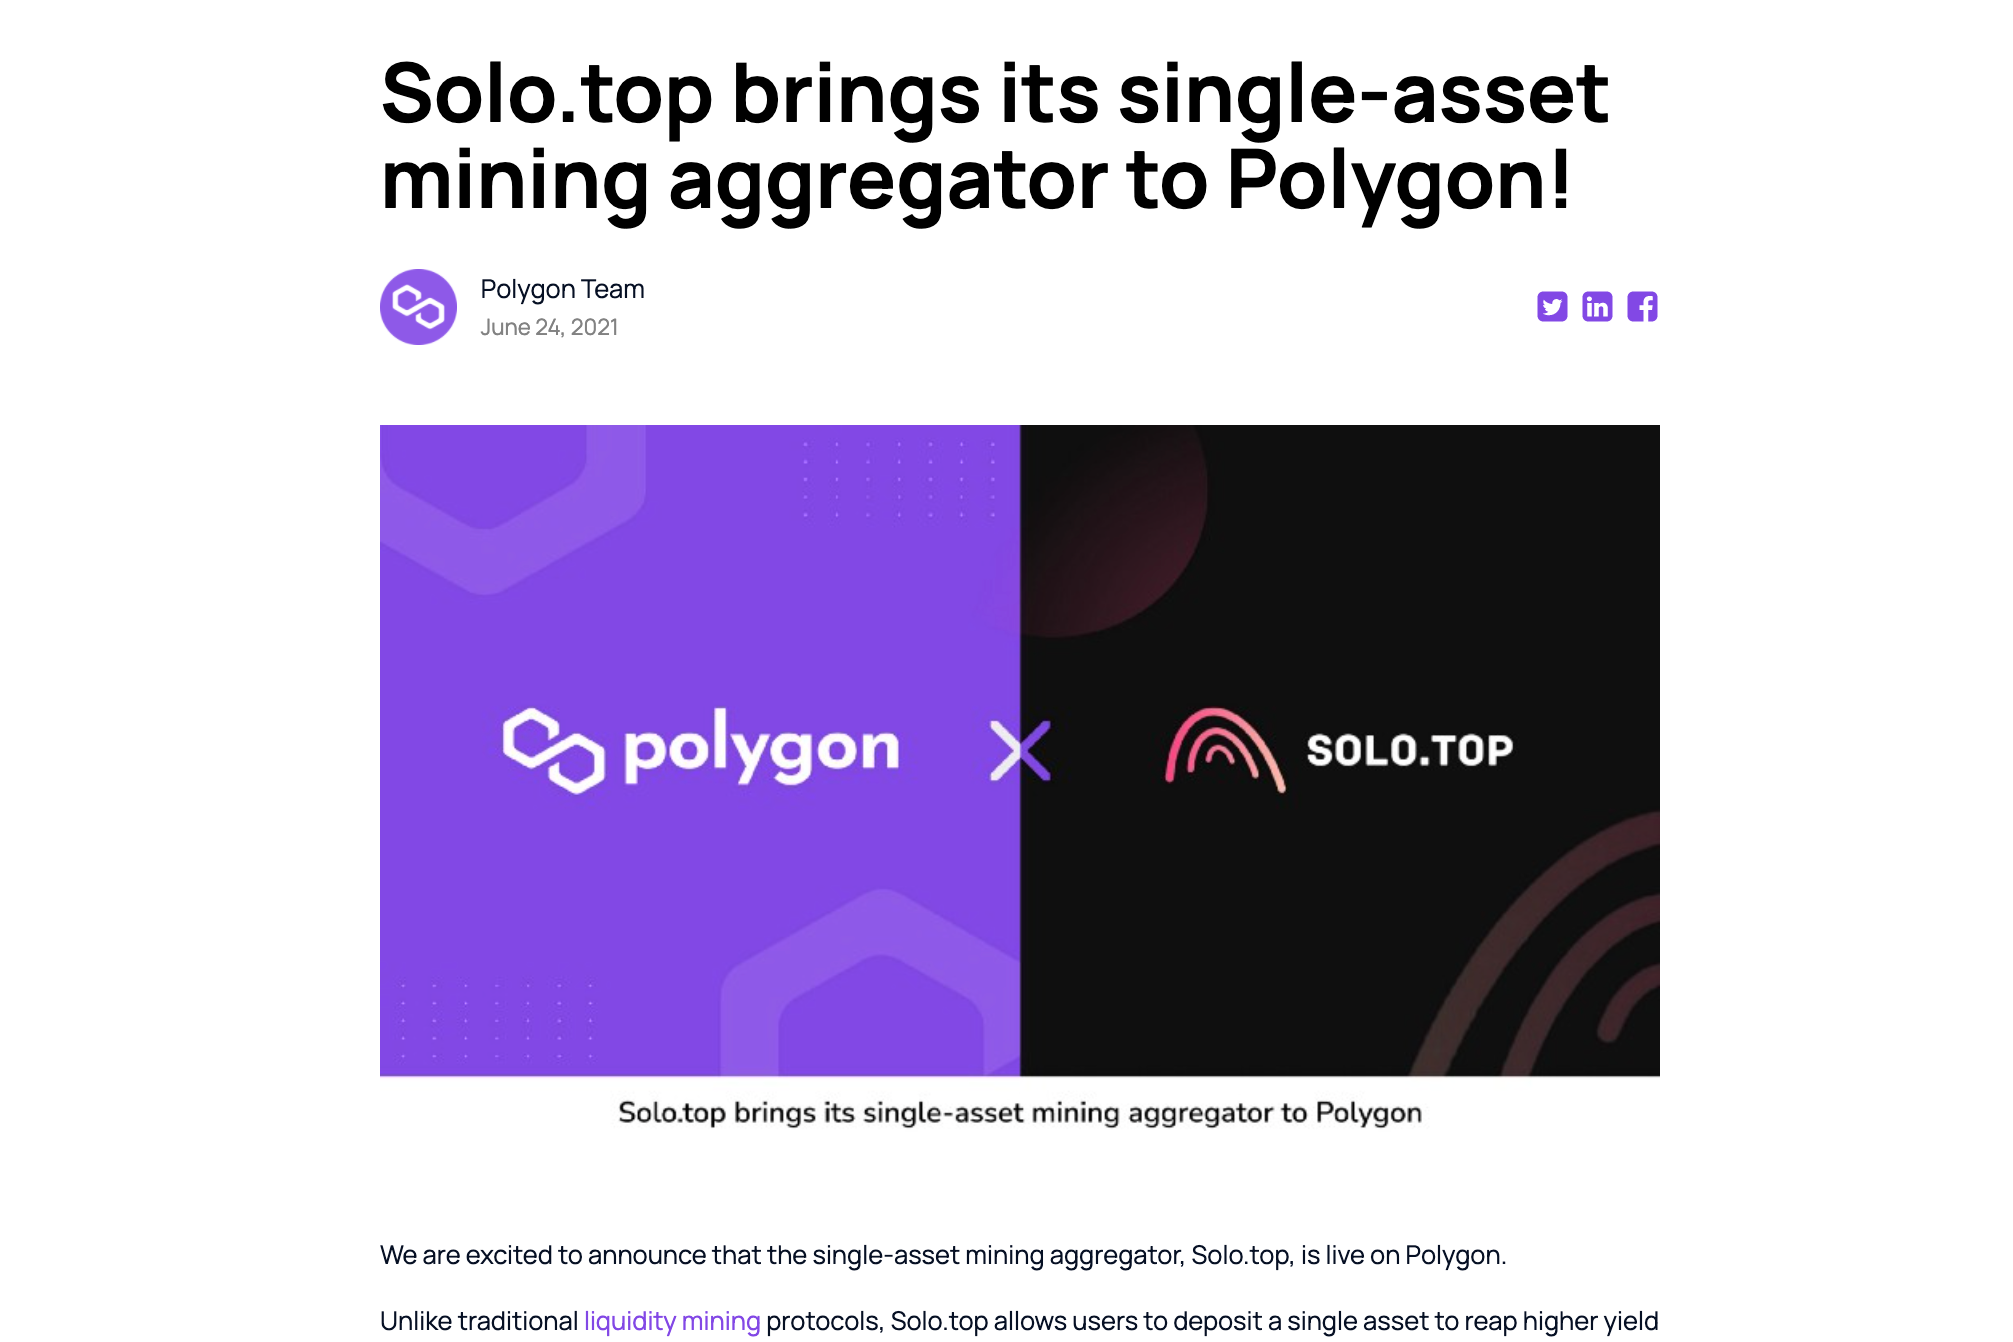 Solo.top brings its single-asset
mining aggregator to Polygon!
Polygon Team
June 24, 2021
polygon
SOLO.TOP
Solo.top brings its single-asset mining aggregator to Polygon
We are excited to announce that the single-asset mining aggregator, Solo.top, is live on Polygon.
Unlike traditional liquidity mining protocols, Solo.top allows users to deposit a single asset to reap higher yield